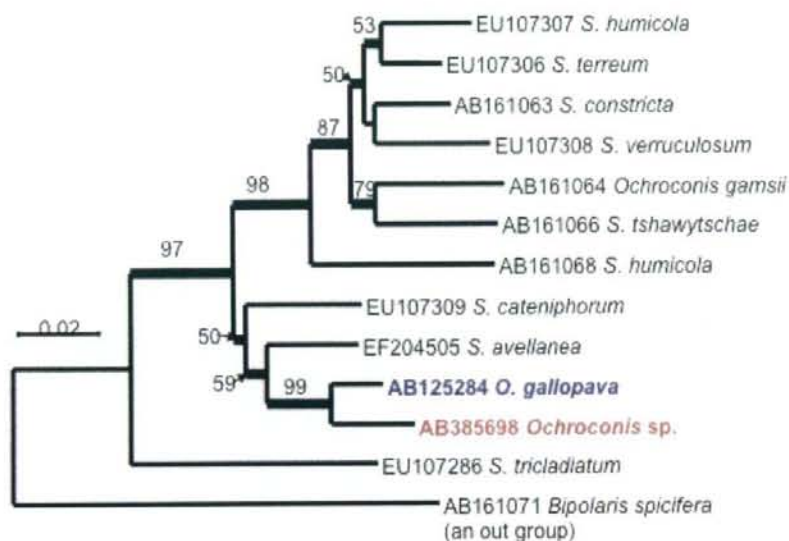 53
EU107307 S. humicola
EU107306 S. terreum
50
AB161063 S. constricta
87
EU107308 S. verruculosum
79
AB161064 Ochroconis gamsii
98
AB161066 S. tshawytschae
97
AB161068 S. humicola
EU107309 S. cateniphorum
0.02
50
EF204505 S. avellanea
59
99
AB125284 O. gallopava
AB385698 Ochroconis sp.
EU107286 S. tricladiatum
AB161071 Bipolaris spicifera
(an out group)